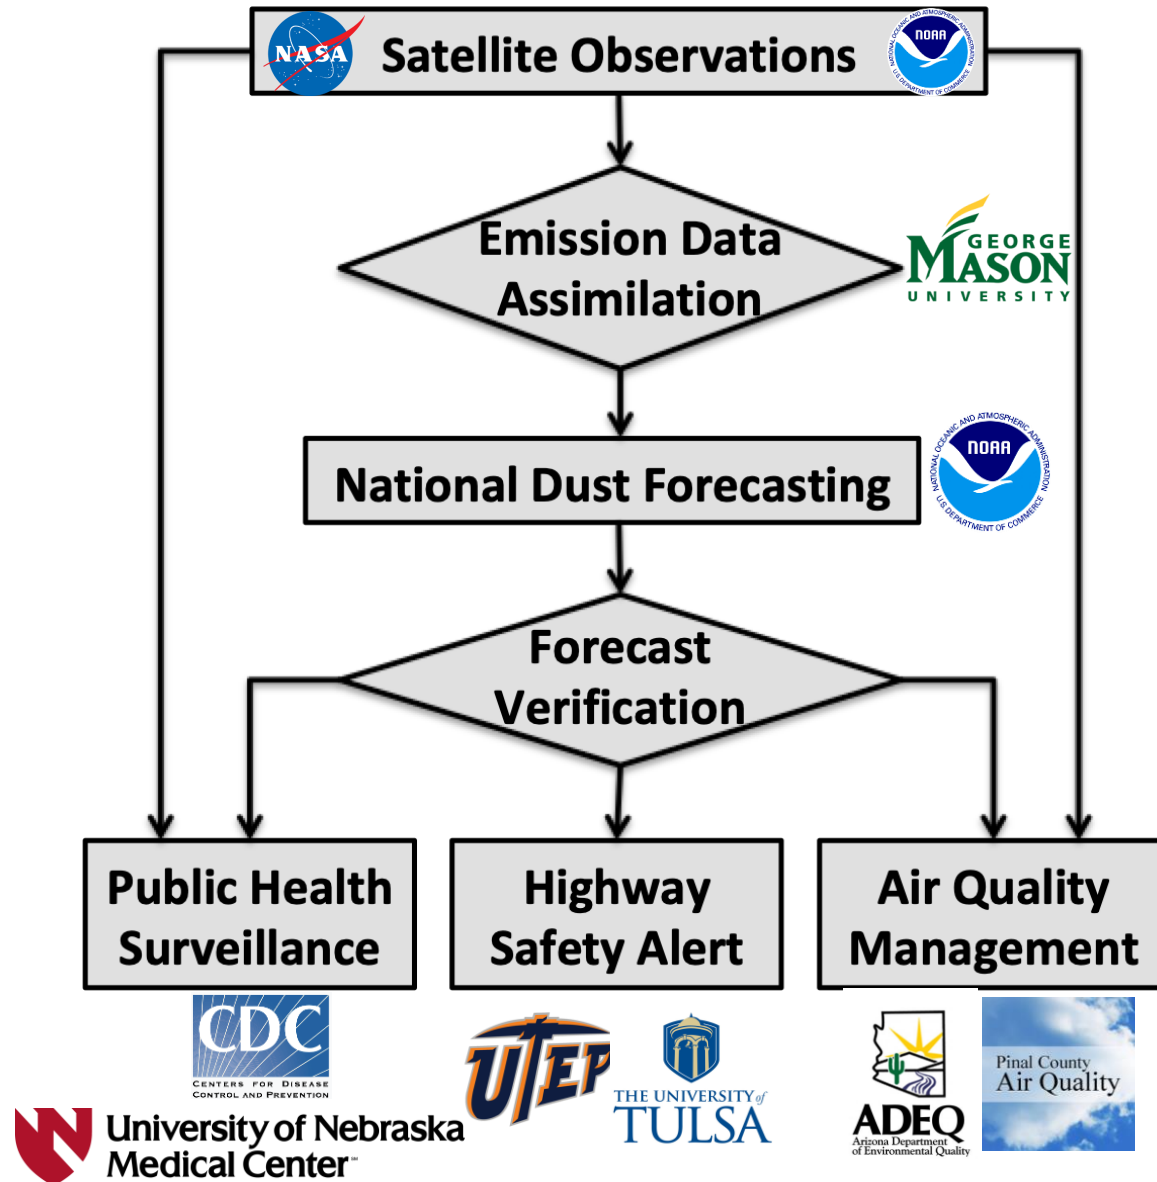 NASA
Satellite Observations
NATIONAL OCEANIC AND ATMOSPHERIC ADMINISTRATION
NOAA
U.S. DEPARTMENT OF COMMERCE
Emission Data
Assimilation
GEORGE
MASON
UNIVERSITY
National Dust Forecasting
NATIONAL OCEANIC AND ATMOSPHERIC ADMINISTRATION
NOAA
U.S. DEPARTMENT OF COMMERCE
Forecast
Verification
Public Health
Surveillance
Highway
Safety Alert
Air Quality
Management
CDC
CENTERS FOR DISEASE
CONTROL AND PREVENTION
University of Nebraska
Medical Center
UTEP
THE UNIVERSITY of
TULSA
ADEQ
Arizona Department
of Environmental Quality
Pinal County
Air Quality